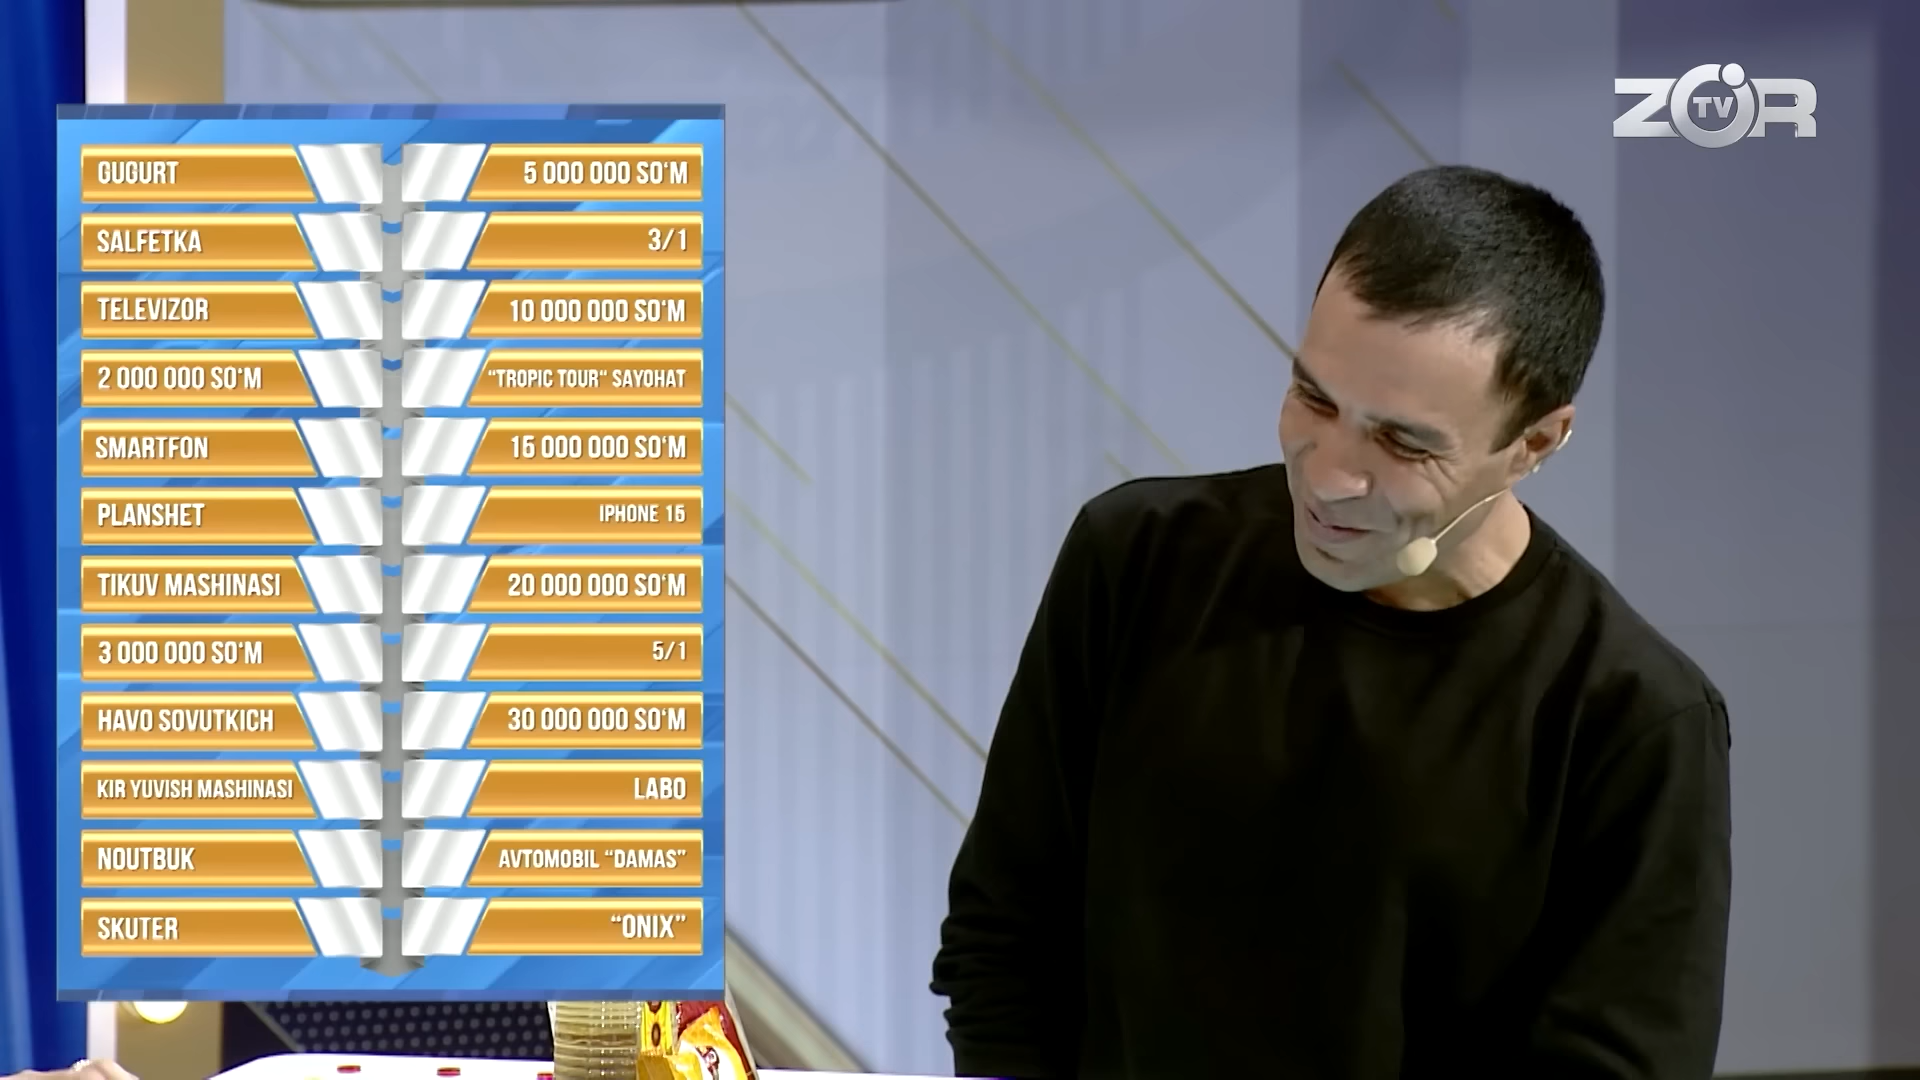 ZOR TV
GUGURT
5 000 000 SO‘M
SALFETKA
3/1
TELEVIZOR
10 000 000 SO‘M
2 000 000 SO‘M
“TROPIC TOUR“ SAYOHAT
SMARTFON
15 000 000 SO‘M
PLANSHET
IPHONE 15
TIKUV MASHINASI
20 000 000 SO‘M
3 000 000 SO‘M
5/1
HAVO SOVUTKICH
30 000 000 SO‘M
KIR YUVISH MASHINASI
LABO
NOUTBUK
AVTOMOBIL “DAMAS”
SKUTER
“ONIX”